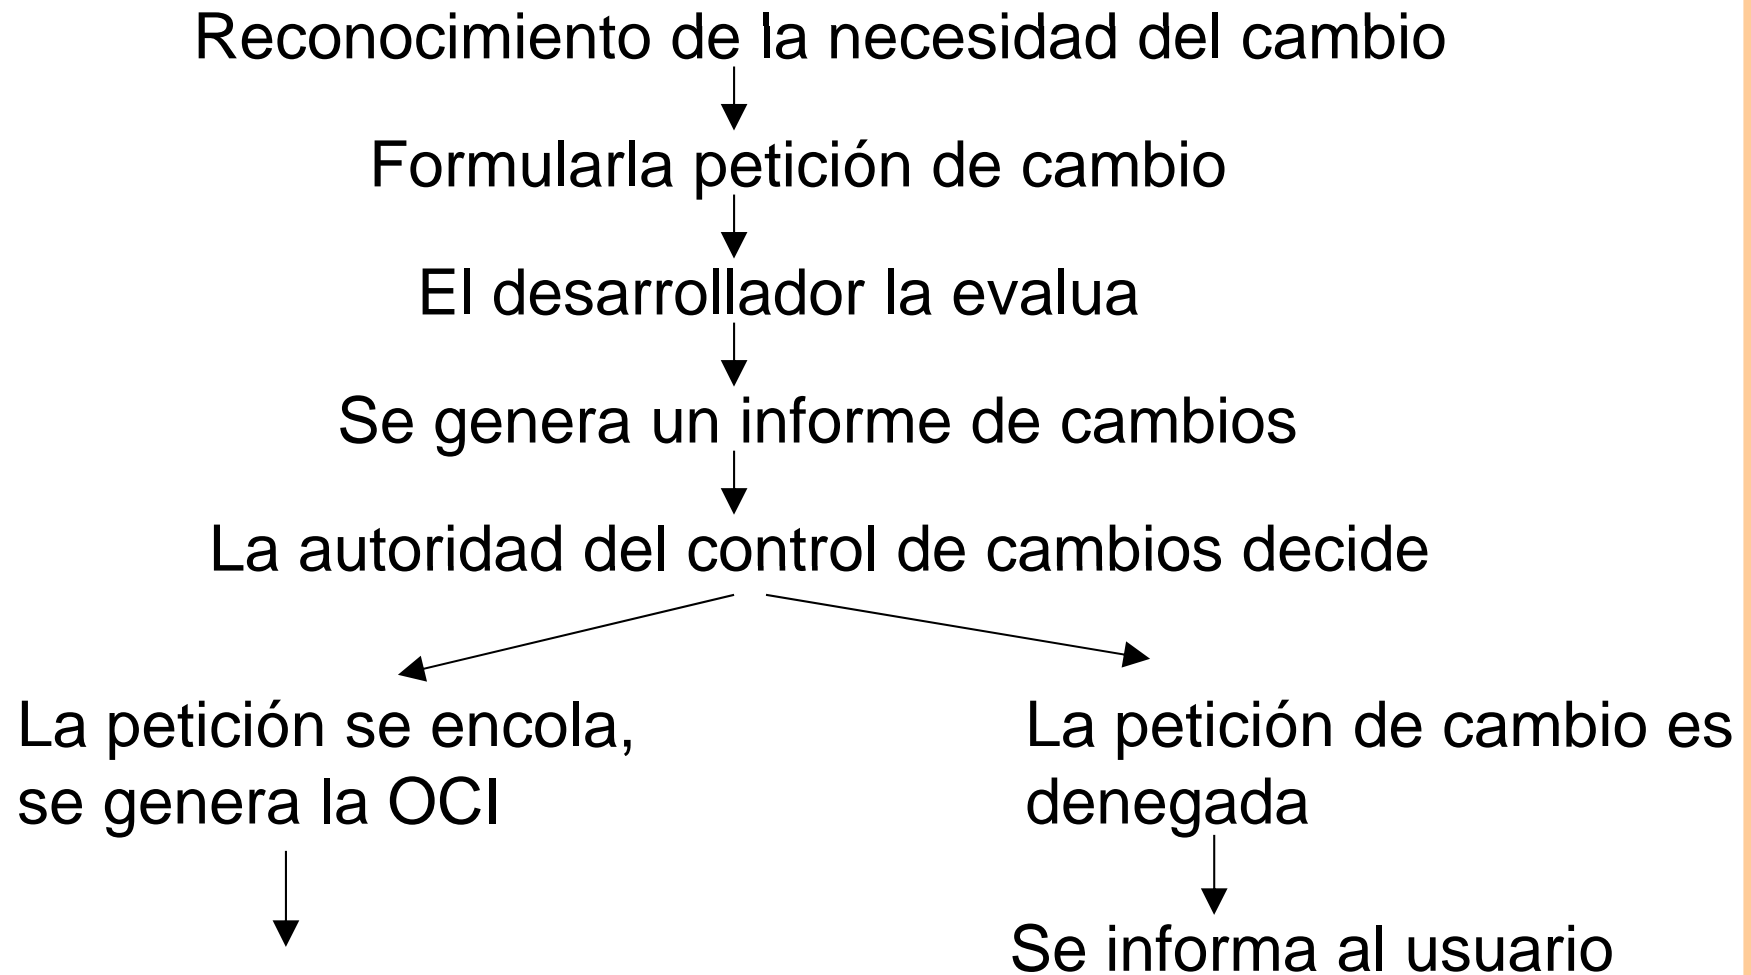 Reconocimiento de la necesidad del cambio
Formularla petición de cambio
El desarrollador la evalua
Se genera un informe de cambios
La autoridad del control de cambios decide
La petición se encola,
se genera la OCI
La petición de cambio es
denegada
Se informa al usuario